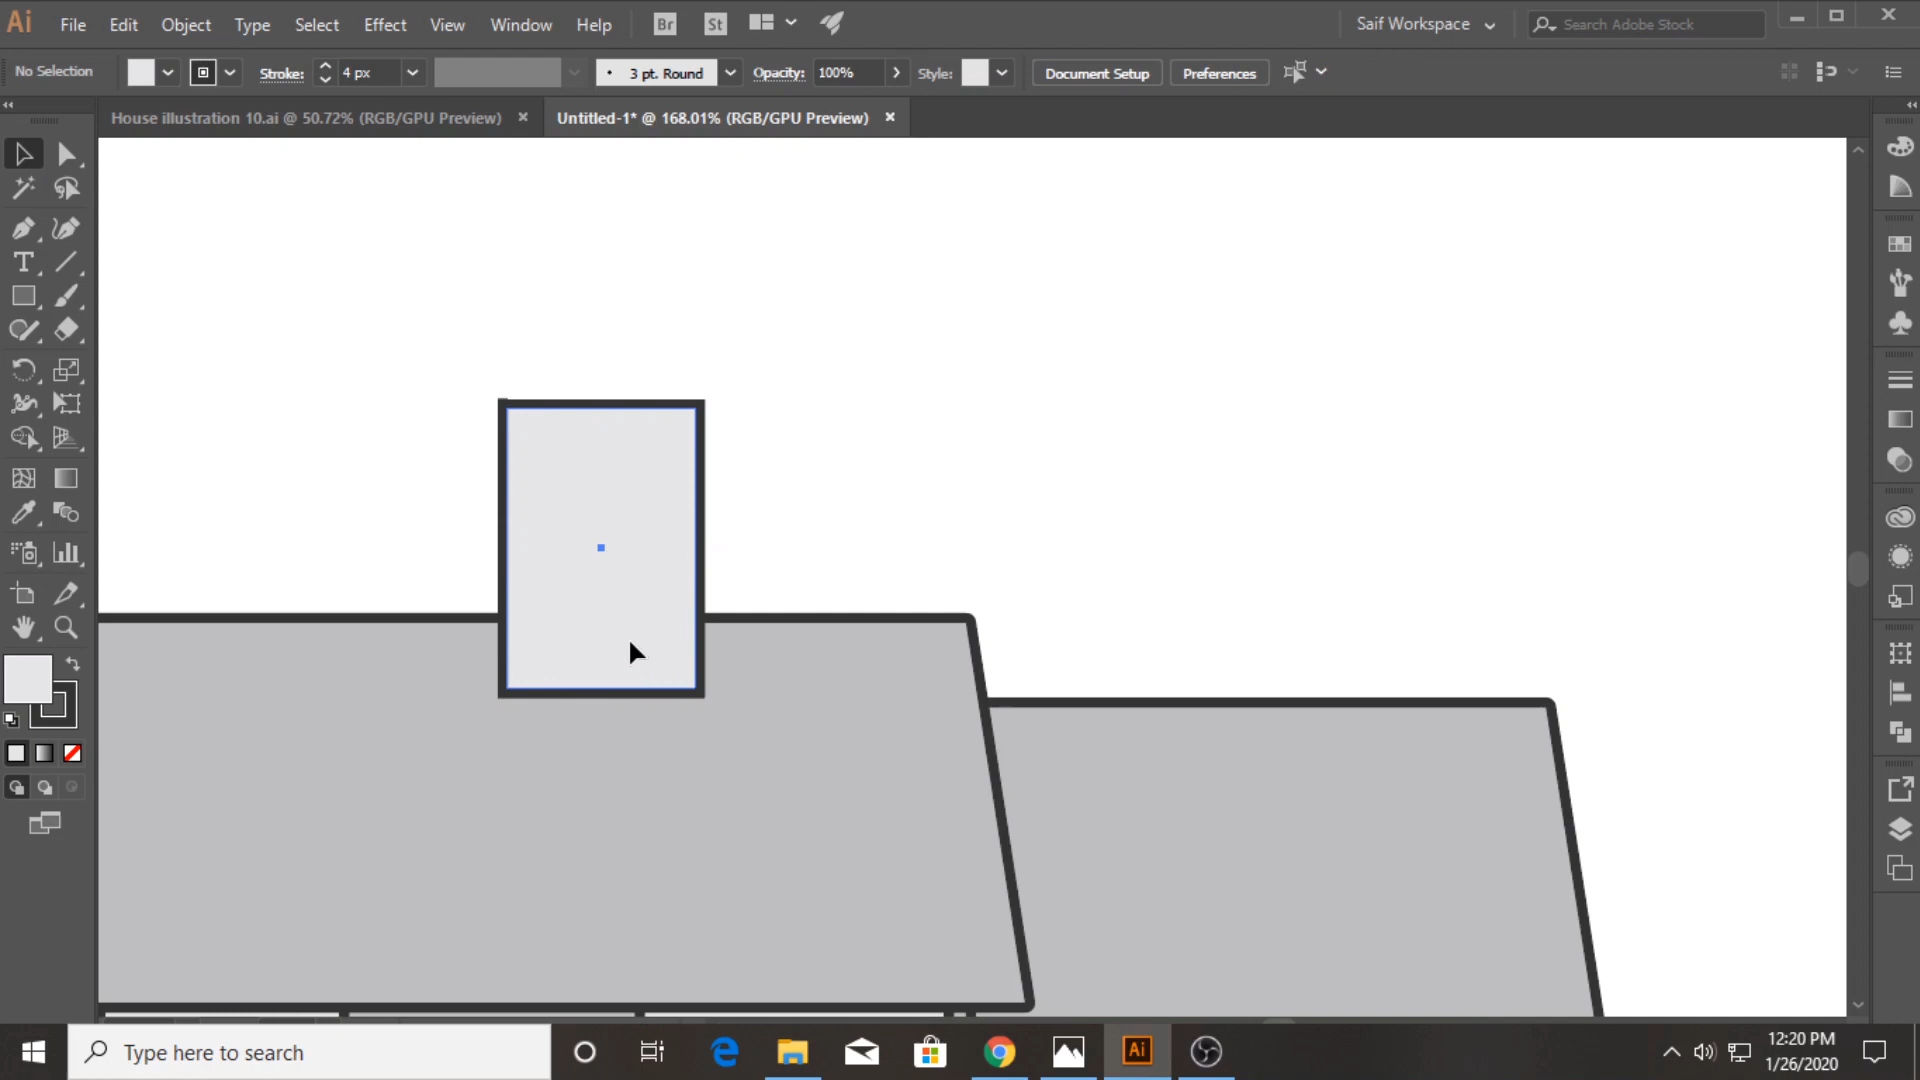 Ai File Edit Object Type Select Effect View Window Help Br St Saif Workspace Search Adobe Stock
No Selection Stroke: 4 px 3 pt. Round Opacity: 100% Style: Document Setup Preferences
House illustration 10.ai @ 50.72% (RGB/GPU Preview) × Untitled-1* @ 168.01% (RGB/GPU Preview) ×
Type here to search
Ai
12:20 PM
1/26/2020